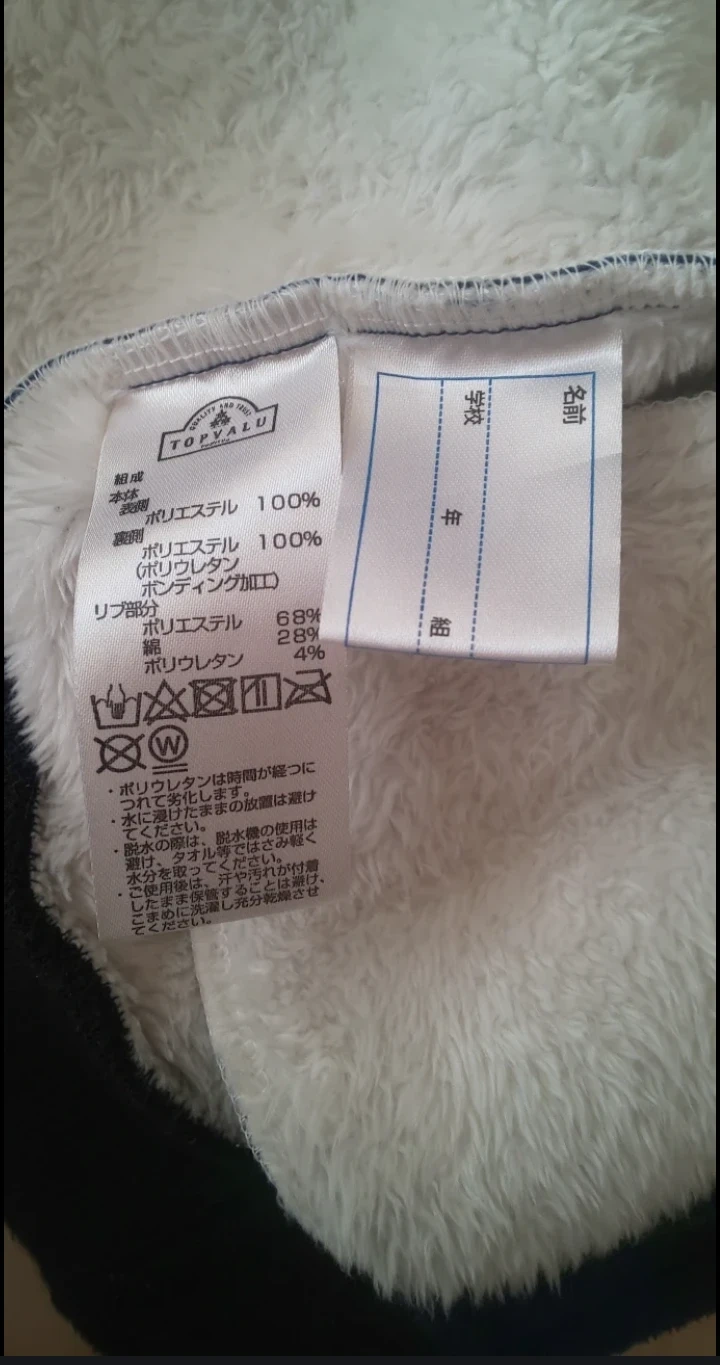 QUALITY AND TRUST
TOPVALU
組成
本体
表側
ポリエステル 100%
裏側
ポリエステル 100%
(ポリウレタン
ボンディング加工)
リブ部分
ポリエステル 68%
綿 28%
ポリウレタン 4%
W
・ポリウレタンは時間が経つに
つれて劣化します。
・水に浸けたままの放置は避け
てください。
・脱水の際は、脱水機の使用は
避け、タオル等ではさみ軽く
水分を取ってください。
・ご使用後は、汗や汚れが付着
したまま保管することは避け、
こまめに洗濯し充分乾燥させ
てください。
名前
学校
年 組